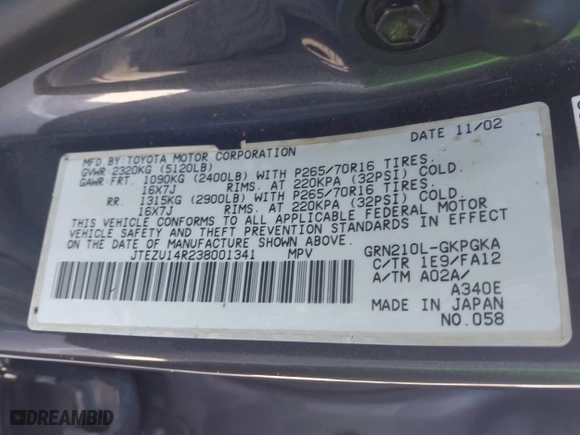 DATE 11/02
MFD.BY:TOYOTA MOTOR CORPORATION
GVWR:2320KG (5120LB)
GAWR:FRT. 1090KG (2400LB) WITH P265/70R16 TIRES.
16X7J RIMS. AT 220KPA (32PSI) COLD.
RR. 1315KG (2900LB) WITH P265/70R16 TIRES.
16X7J RIMS. AT 220KPA (32PSI) COLD.
THIS VEHICLE CONFORMS TO ALL APPLICABLE FEDERAL MOTOR
VEHICLE SAFETY AND THEFT PREVENTION STANDARDS IN EFFECT
ON THE DATE OF MANUFACTURE SHOWN ABOVE.
JTEZU14R238001341 MPV
GRN210L-GKPGKA
C/TR 1E9/FA12
A/TM A02A/
A340E
MADE IN JAPAN
NO.058
DREAMBID